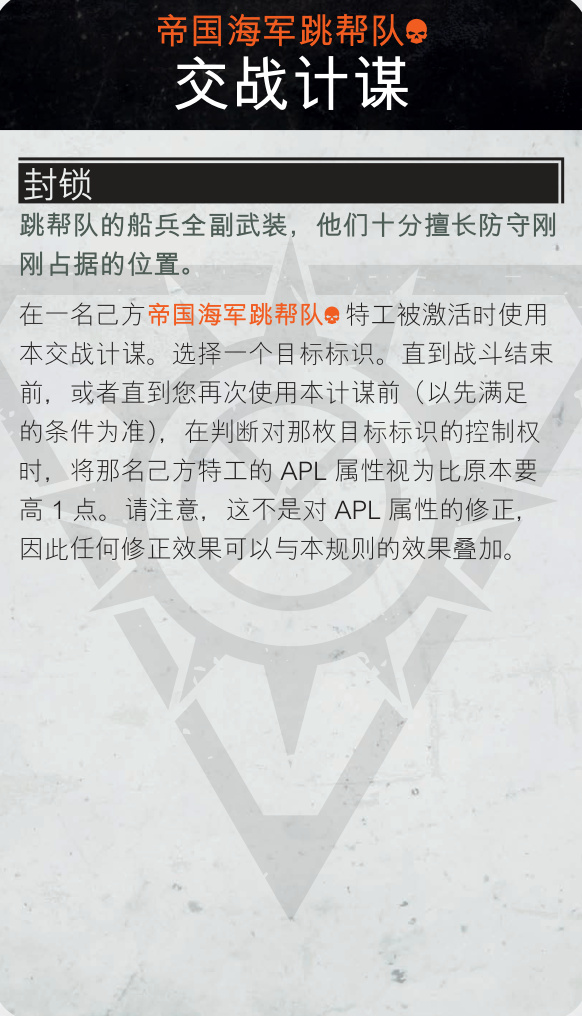 帝国海军跳帮队
交战计谋
封锁
跳帮队的船兵全副武装，他们十分擅长防守刚
刚占据的位置。
在一名己方帝国海军跳帮队特工被激活时使用
本交战计谋。选择一个目标标识。直到战斗结束
前，或者直到您再次使用本计谋前（以先满足
的条件为准），在判断对那枚目标标识的控制权
时，将那名己方特工的 APL 属性视为比原本要
高 1 点。请注意，这不是对 APL 属性的修正，
因此任何修正效果可以与本规则的效果叠加。